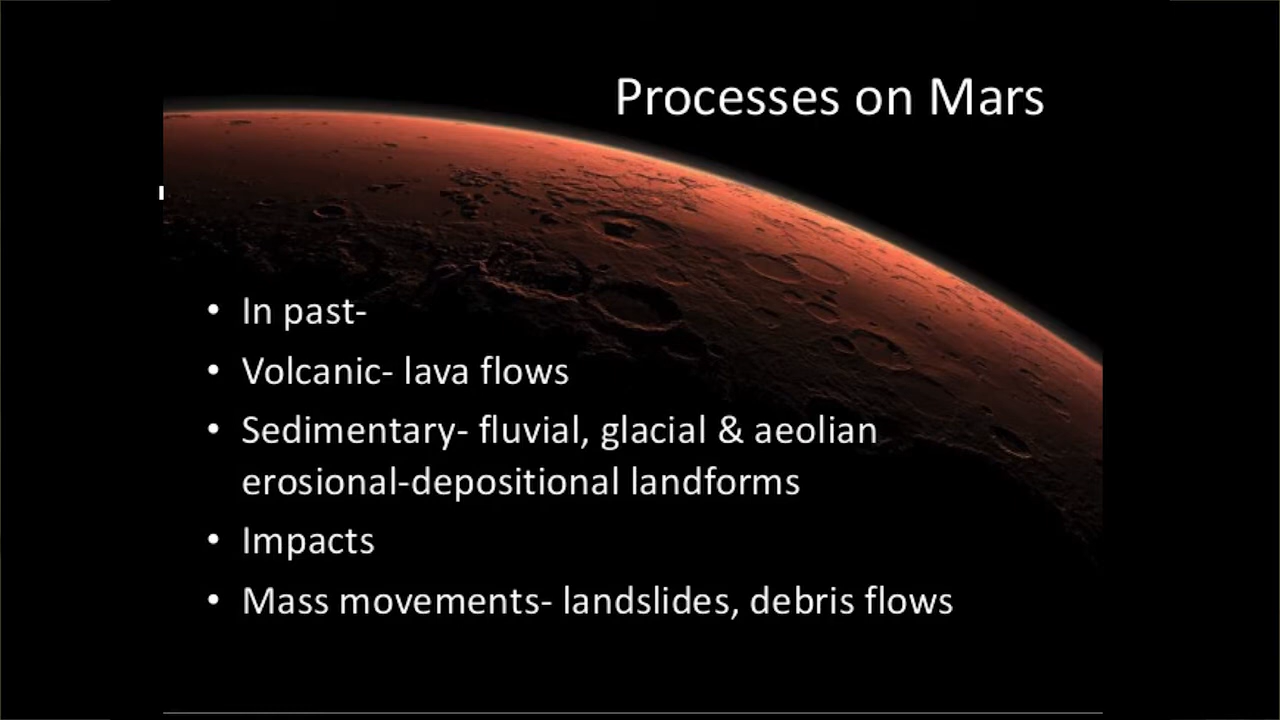 Processes on Mars
• In past-
• Volcanic- lava flows
• Sedimentary- fluvial, glacial & aeolian
erosional-depositional landforms
• Impacts
• Mass movements- landslides, debris flows